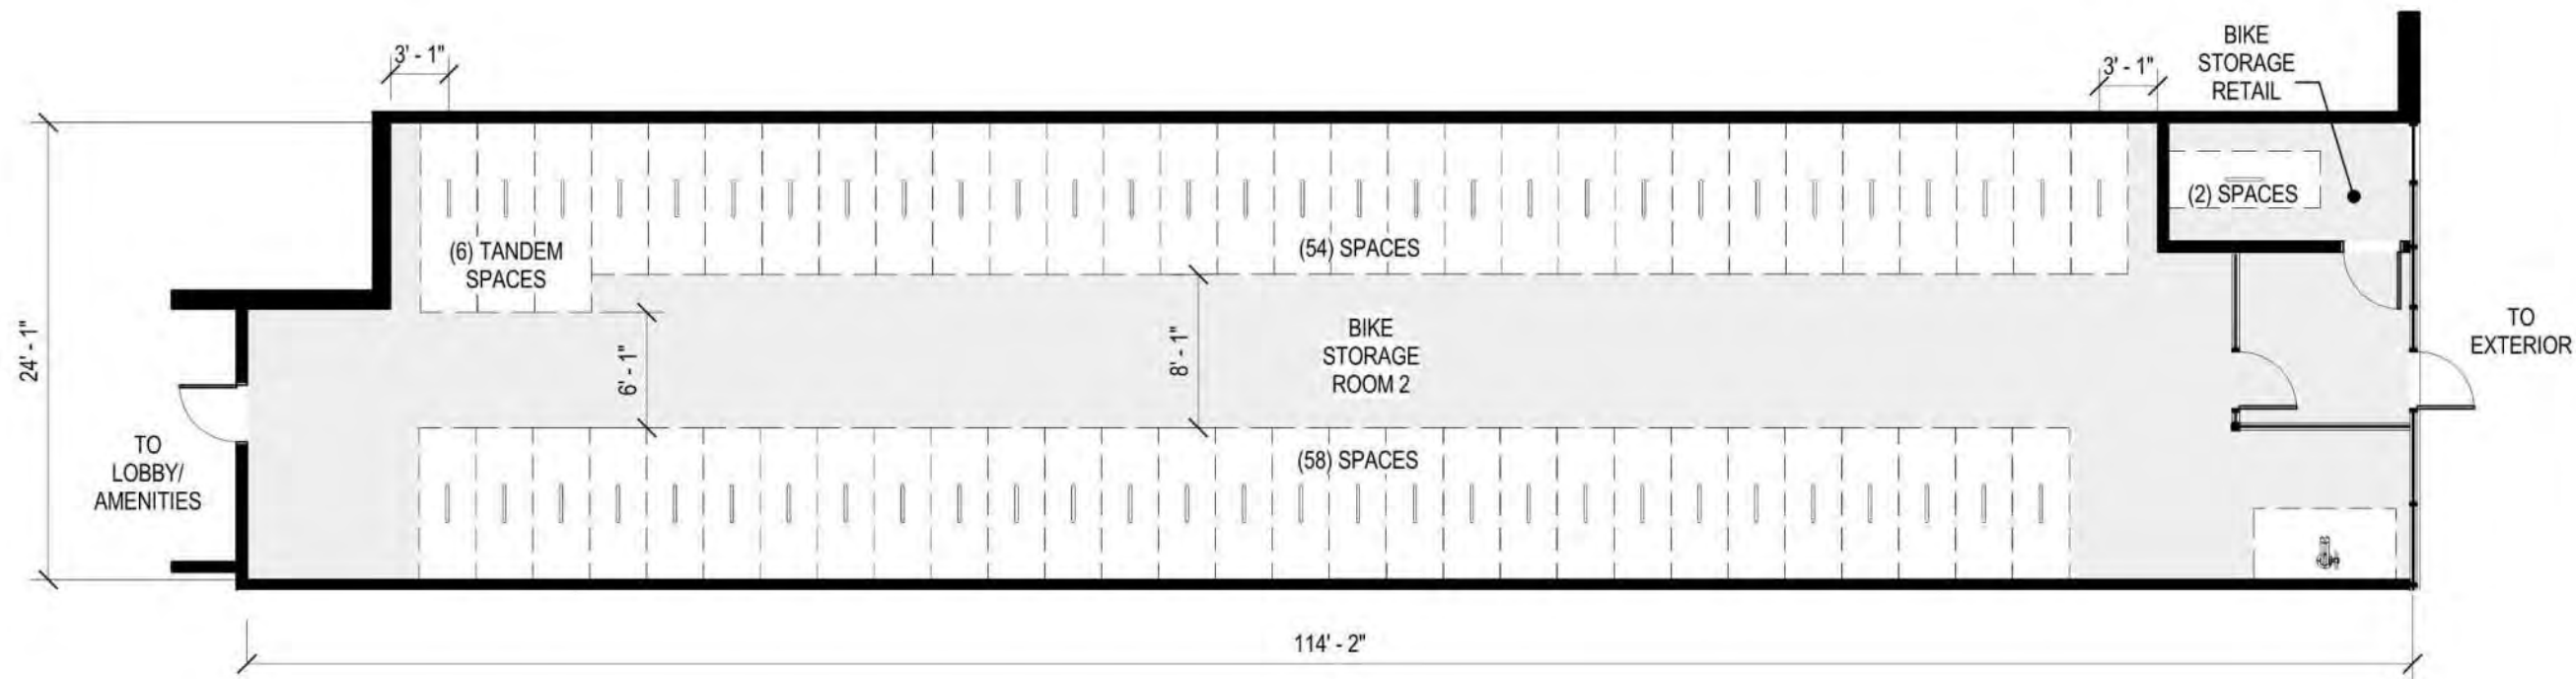 3' - 1"
3' - 1"
BIKE
STORAGE
RETAIL
(2) SPACES
(6) TANDEM
SPACES
(54) SPACES
24' - 1"
6' - 1"
8' - 1"
BIKE
STORAGE
ROOM 2
TO
EXTERIOR
TO
LOBBY/
AMENITIES
(58) SPACES
114' - 2"